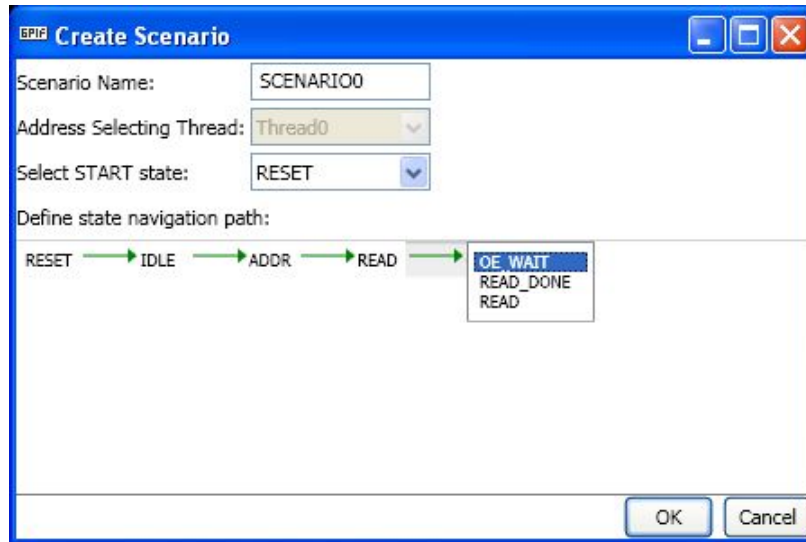 GPIF Create Scenario
Scenario Name: SCENARIO0
Address Selecting Thread: Thread0
Select START state: RESET
Define state navigation path:
RESET IDLE ADDR READ OE_WAIT
READ_DONE
READ
OK Cancel